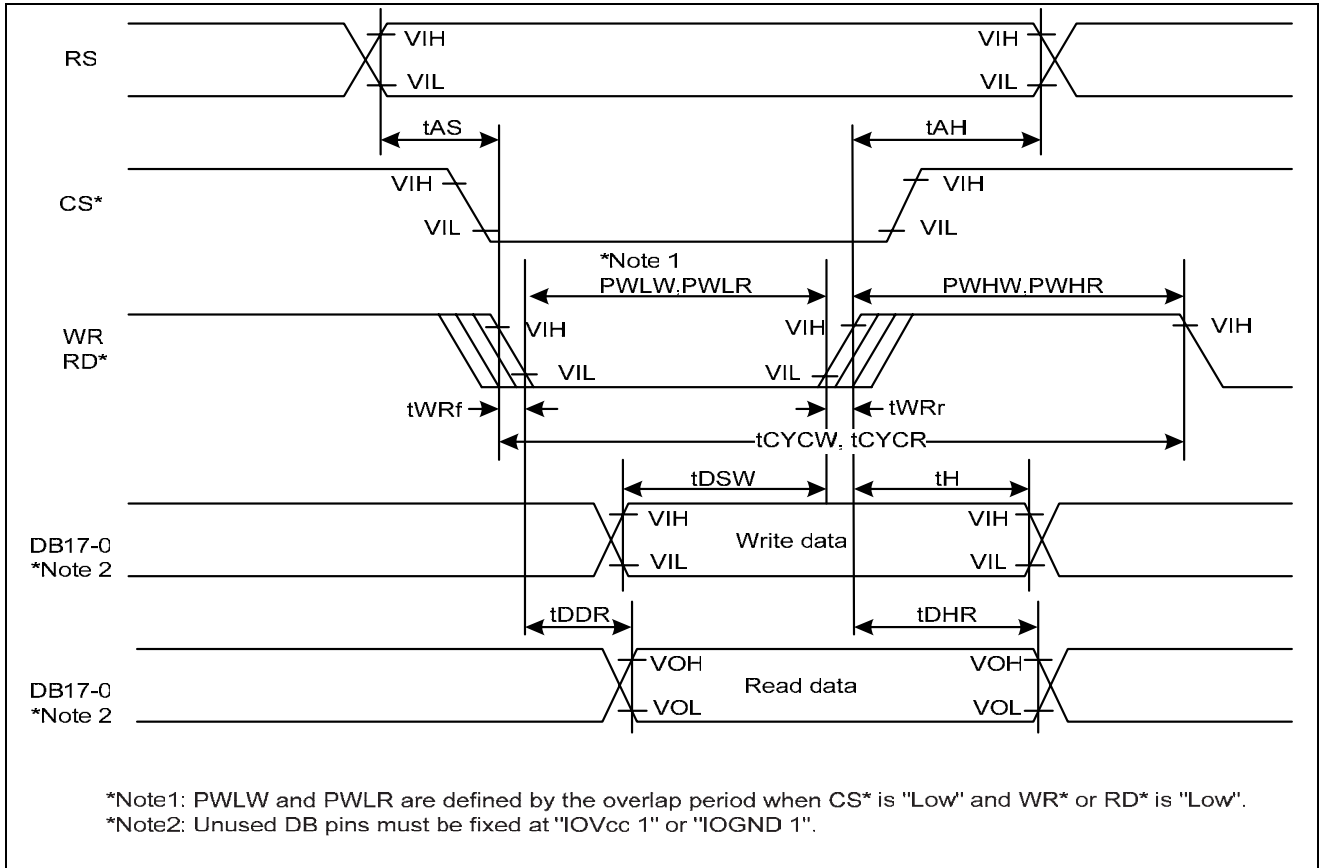 RS
VIH
VIH
VIL
VIL
tAS
tAH
CS*
VIH
VIH
VIL
VIL
*Note 1
PWLW,PWLR
PWHW,PWHR
WR
RD*
VIH
VIH
VIH
VIL
VIL
tWRf
tWRr
tCYCW, tCYCR
tDSW
tH
DB17-0
*Note 2
VIH
VIH
Write data
VIL
VIL
tDDR
tDHR
DB17-0
*Note 2
VOH
VOH
Read data
VOL
VOL
*Note1: PWLW and PWLR are defined by the overlap period when CS* is "Low" and WR* or RD* is "Low".
*Note2: Unused DB pins must be fixed at "IOVcc 1" or "IOGND 1".